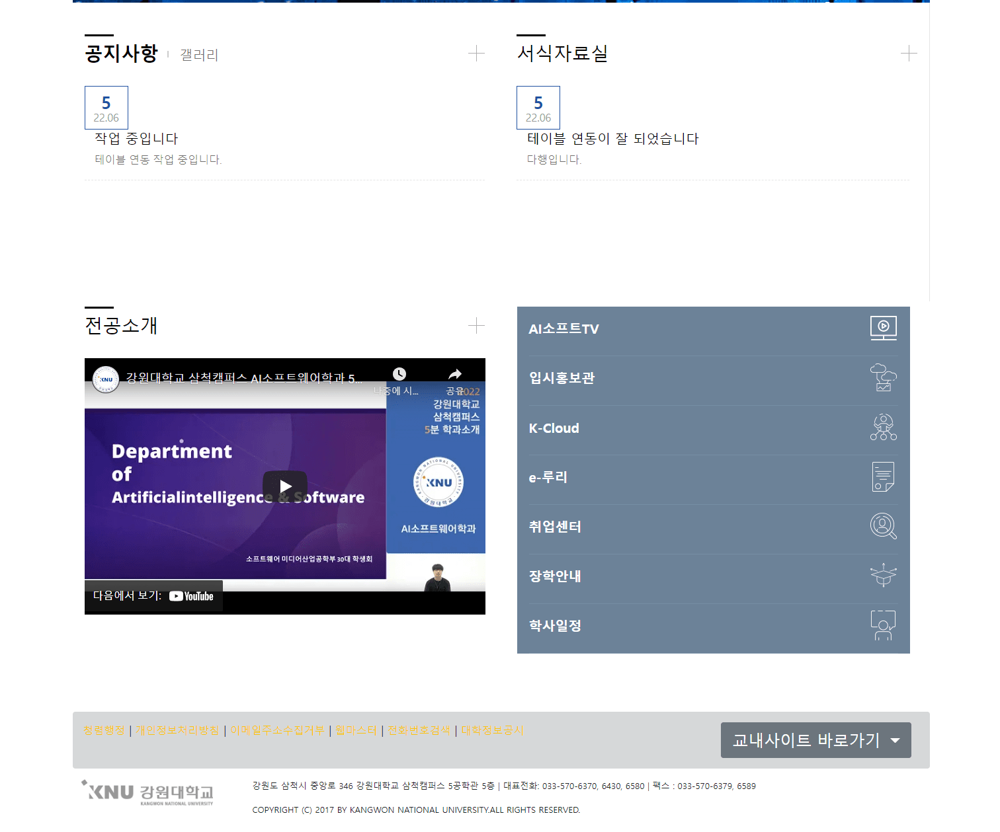 공지사항
갤러리
5
22.06
작업 중입니다
테이블 연동 작업 중입니다.
서식자료실
5
22.06
테이블 연동이 잘 되었습니다
다행입니다.
전공소개
KNU
강원대학교 삼척캠퍼스 AI소프트웨어학과 5...
나중에 시...
공유
2022
강원대학교
삼척캠퍼스
5분 학과소개
Department
of
Artificialintelligence & Software
KANGWON NATIONAL UNIVERSITY
KNU
강원대학교
AI소프트웨어학과
소프트웨어 미디어산업공학부 30대 학생회
다음에서 보기: YouTube
AI소프트TV
입시홍보관
K-Cloud
e-루리
취업센터
장학안내
학사일정
청렴행정 | 개인정보처리방침 | 이메일주소수집거부 | 웹마스터 | 전화번호검색 | 대학정보공시
교내사이트 바로가기
KNU 강원대학교
KANGWON NATIONAL UNIVERSITY
강원도 삼척시 중앙로 346 강원대학교 삼척캠퍼스 5공학관 5층 | 대표전화: 033-570-6370, 6430, 6580 | 팩스 : 033-570-6379, 6589
COPYRIGHT (C) 2017 BY KANGWON NATIONAL UNIVERSITY.ALL RIGHTS RESERVED.